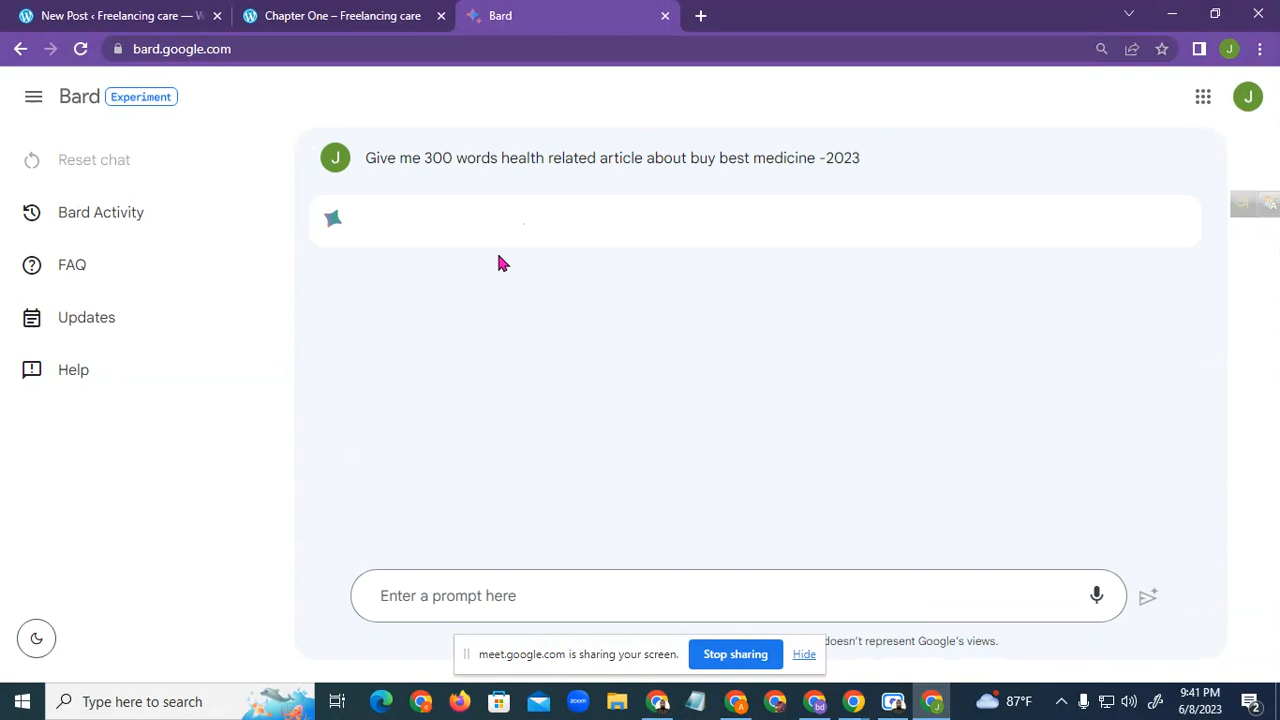 New Post ‹ Freelancing care — W
Chapter One – Freelancing care
Bard
bard.google.com
J
Bard Experiment
J
Reset chat
Bard Activity
FAQ
Updates
Help
J Give me 300 words health related article about buy best medicine -2023
Enter a prompt here
doesn't represent Google's views.
meet.google.com is sharing your screen. Stop sharing Hide
Type here to search
zoom
87°F
9:41 PM
6/8/2023
2